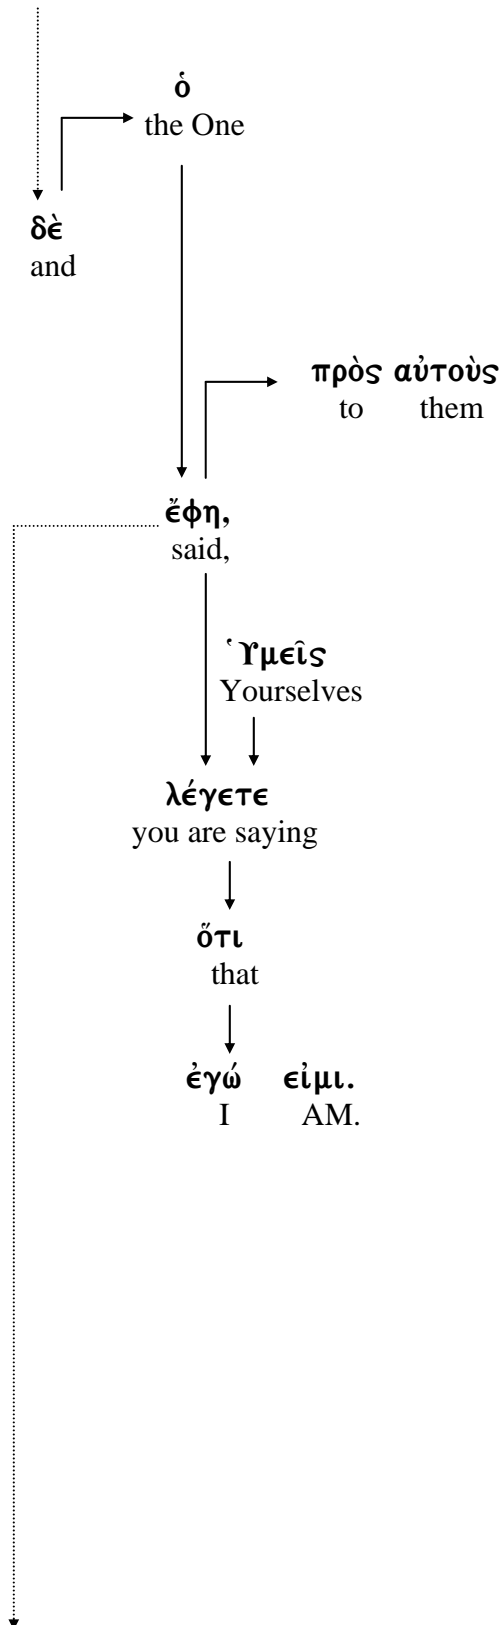 ὁ
the One
δὲ
and
πρὸς αὐτοὺς
to them
ἔφη,
said,
Ὑμεῖς
Yourselves
λέγετε
you are saying
ὅτι
that
ἐγώ εἰμι.
I AM.